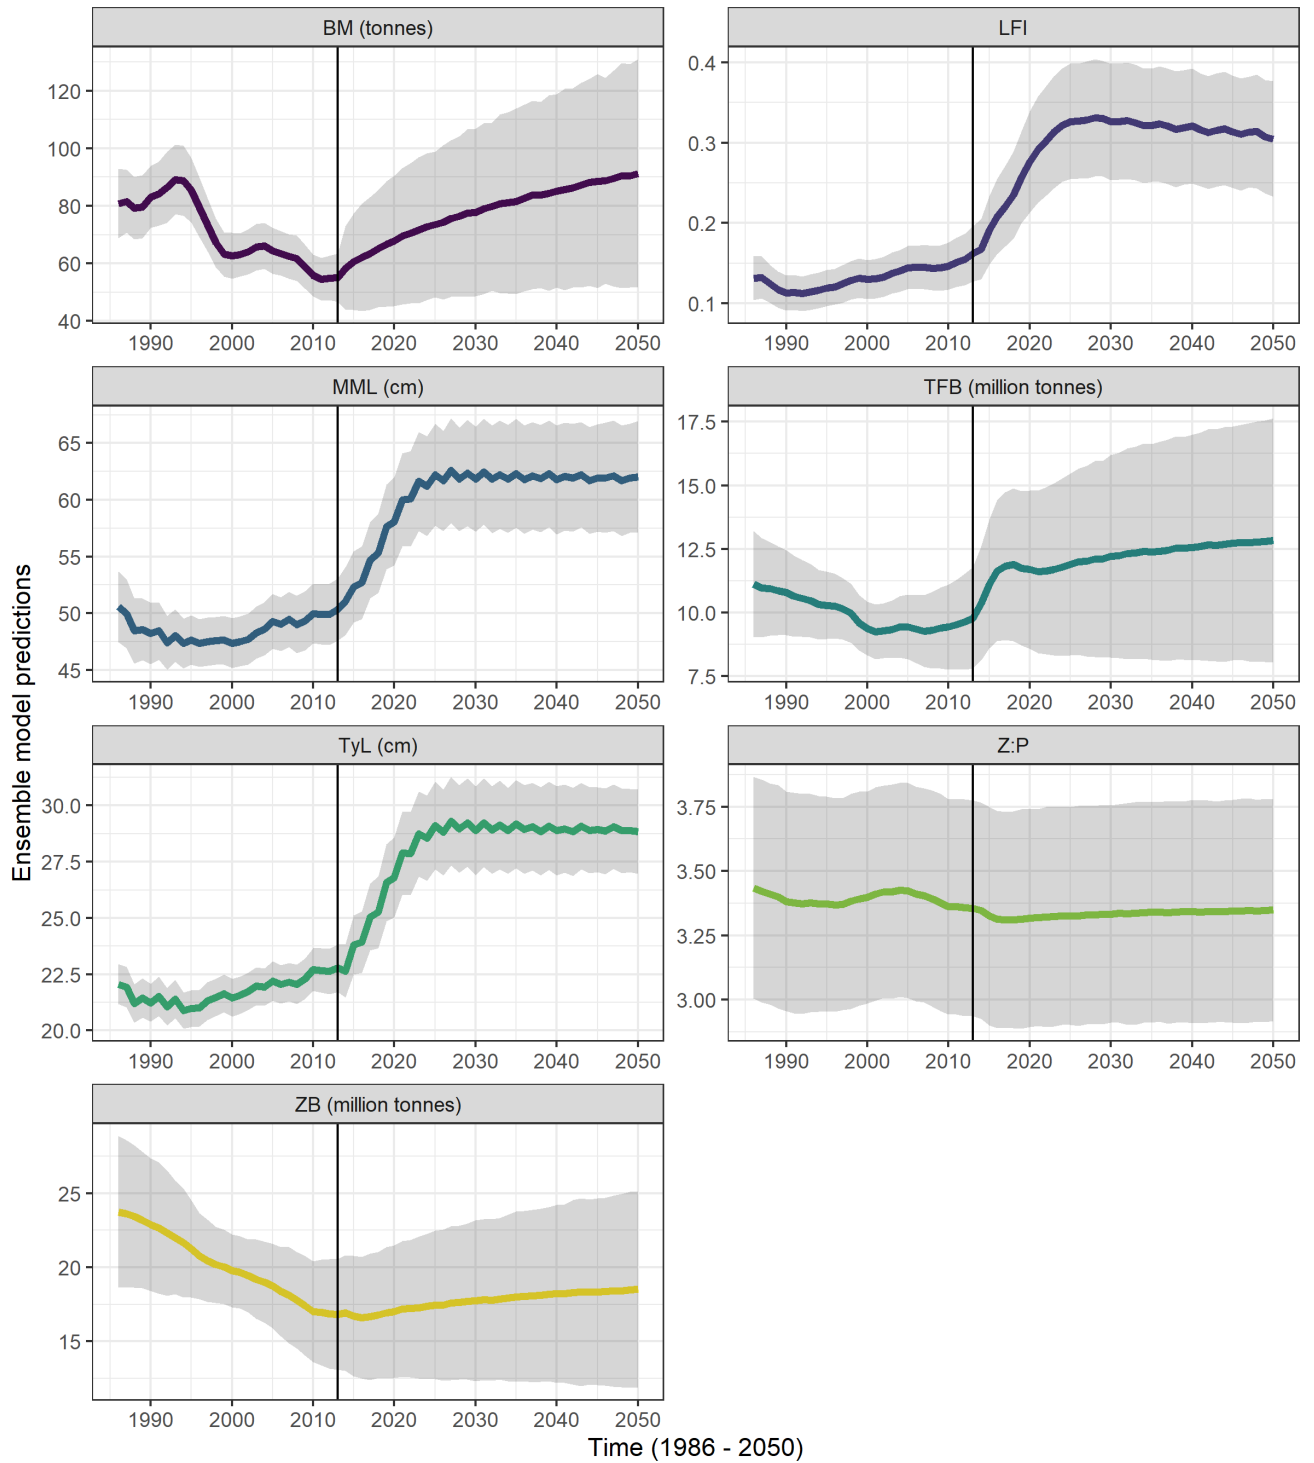 BM (tonnes)
120
100
80
60
40
1990 2000 2010 2020 2030 2040 2050
LFI
0.4
0.3
0.2
0.1
1990 2000 2010 2020 2030 2040 2050
MML (cm)
65
60
55
50
45
1990 2000 2010 2020 2030 2040 2050
TFB (million tonnes)
17.5
15.0
12.5
10.0
7.5
1990 2000 2010 2020 2030 2040 2050
TyL (cm)
30.0
27.5
25.0
22.5
20.0
1990 2000 2010 2020 2030 2040 2050
Z:P
3.75
3.50
3.25
3.00
1990 2000 2010 2020 2030 2040 2050
ZB (million tonnes)
25
20
15
1990 2000 2010 2020 2030 2040 2050
Ensemble model predictions
Time (1986 - 2050)